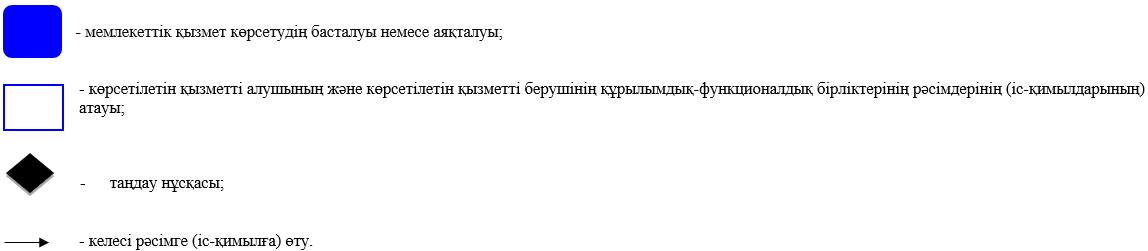 - мемлекеттік қызмет көрсетудің басталуы немесе аяқталуы;
- көрсетілетін қызметті алушының және көрсетілетін қызметті берушінің құрылымдық-функционалдық бірліктерінің рәсімдерінің (іс-қимылдарының)
атауы;
- таңдау нұсқасы;
- келесі рәсімге (іс-қимылға) өту.